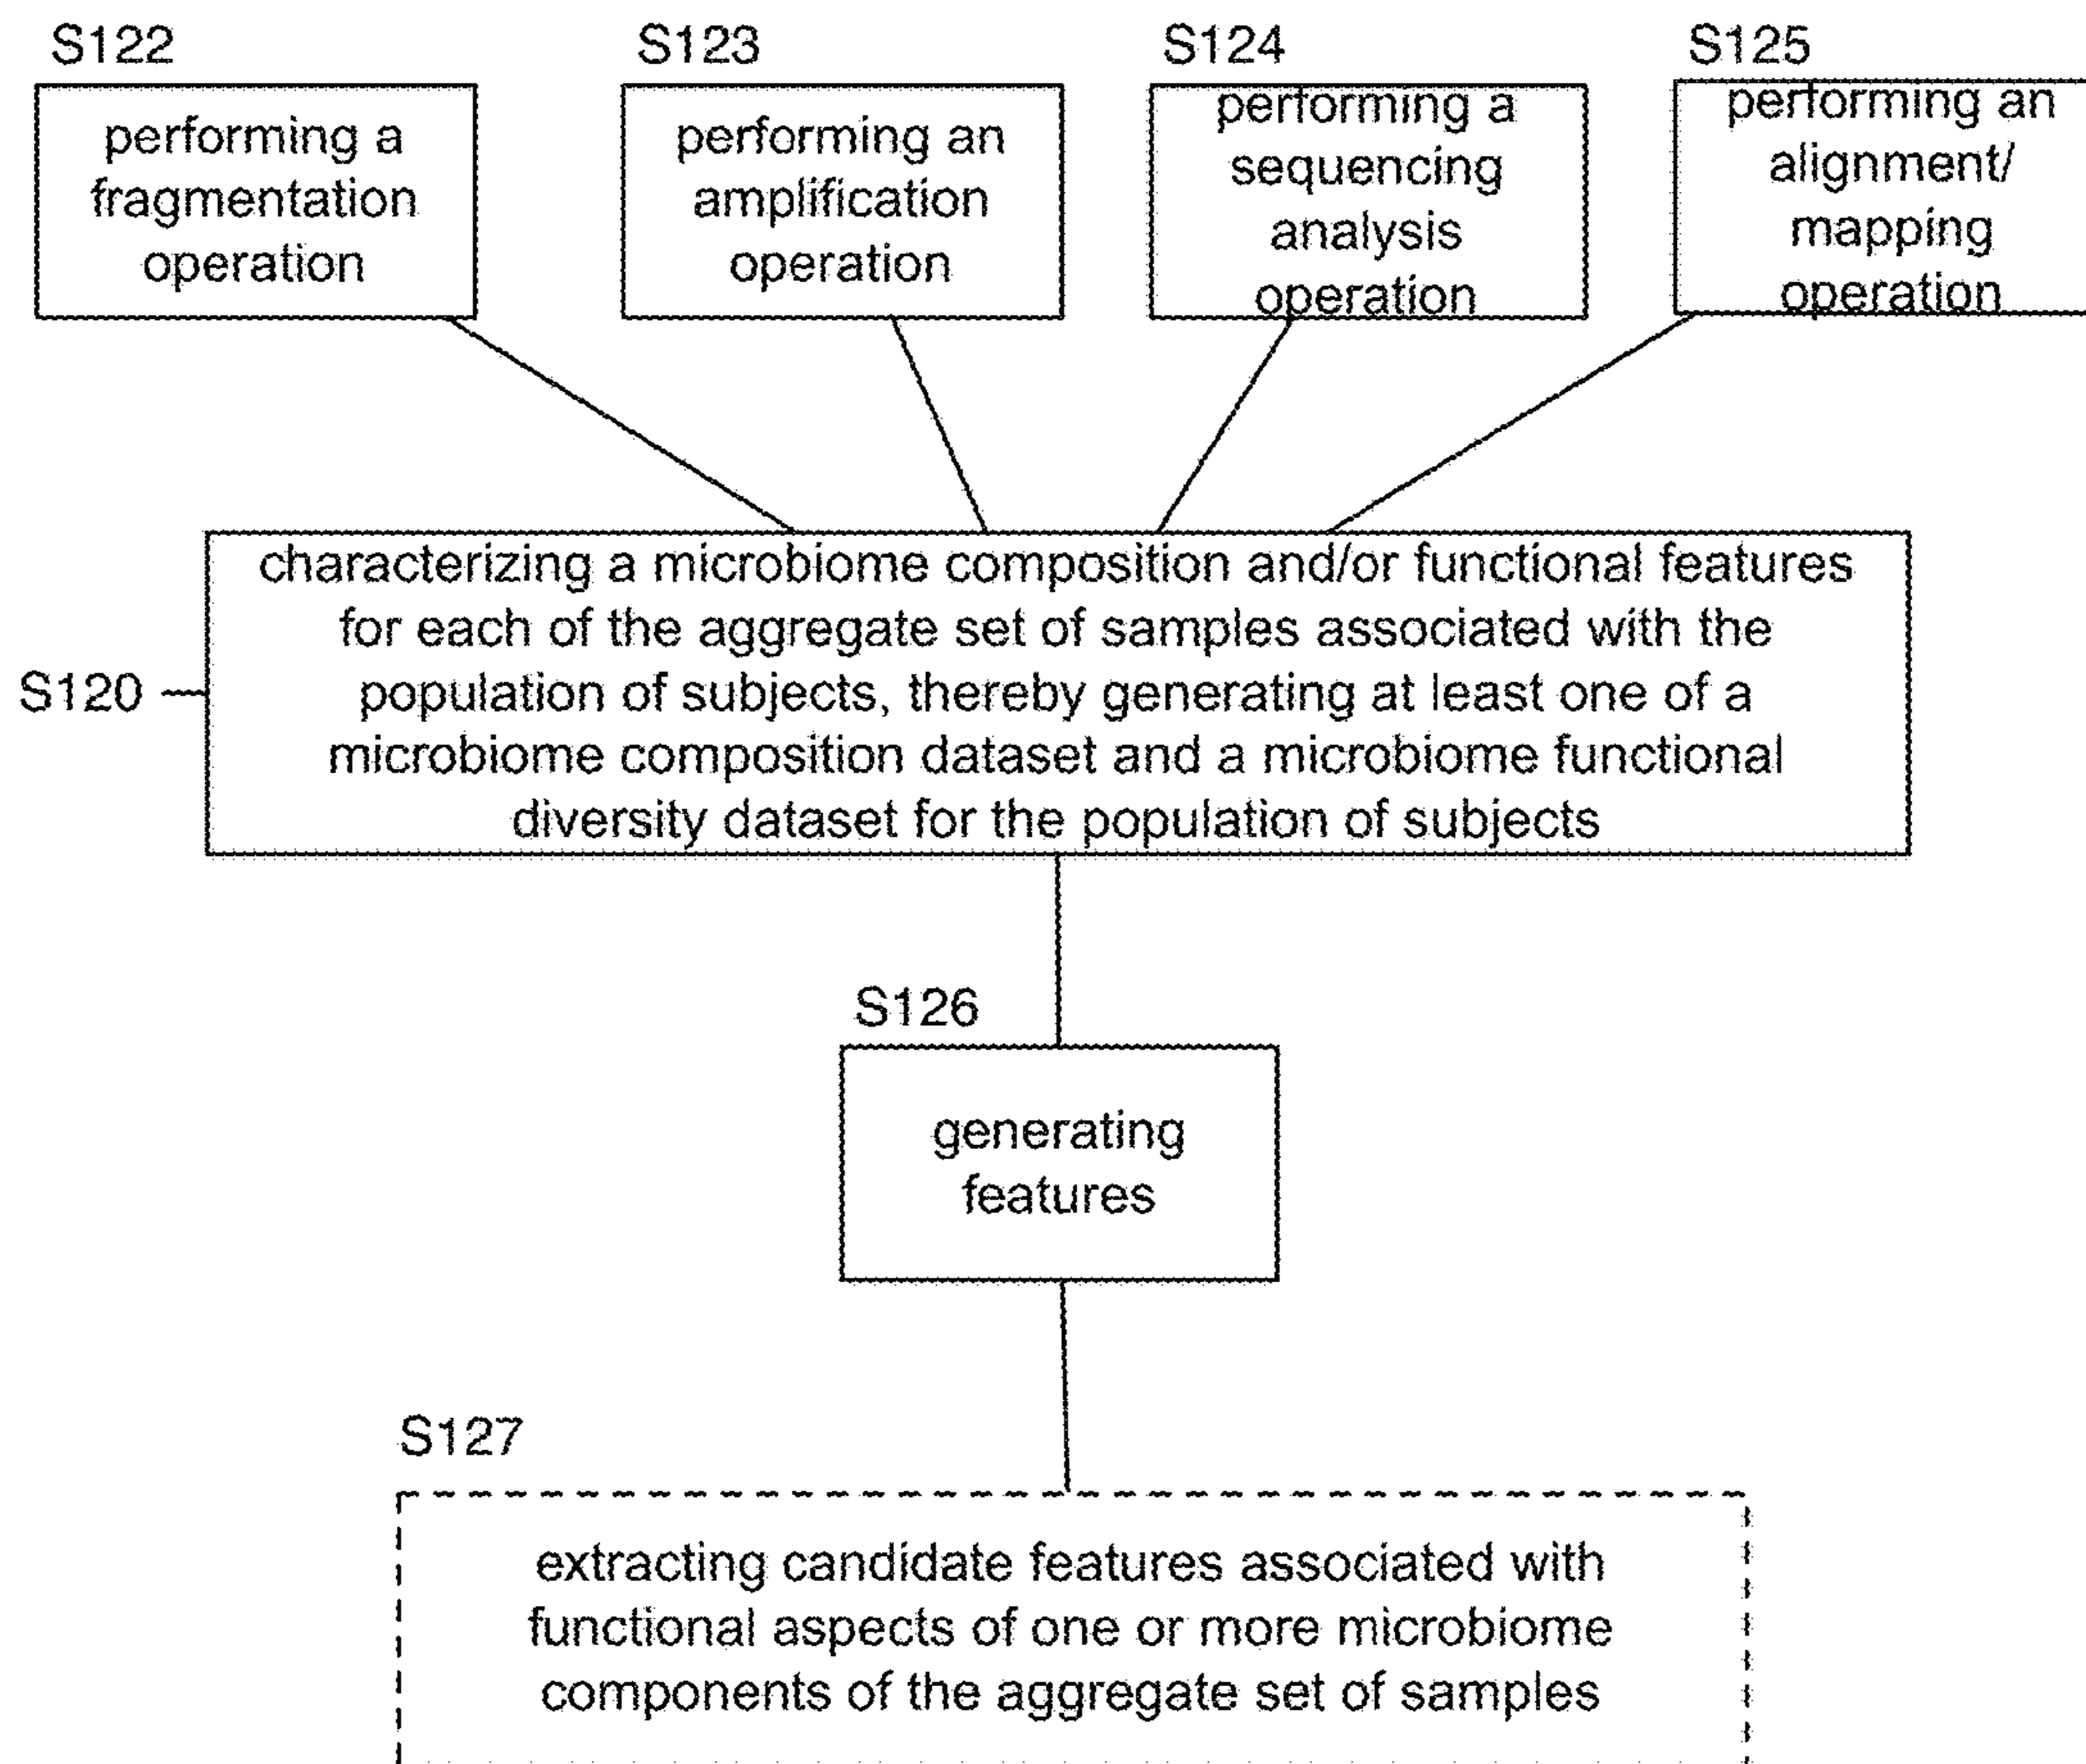 S122
performing a
fragmentation
operation
S123
performing an
amplification
operation
S124
performing a
sequencing
analysis
operation
S125
performing an
alignment/
mapping
operation
S120
characterizing a microbiome composition and/or functional features
for each of the aggregate set of samples associated with the
population of subjects, thereby generating at least one of a
microbiome composition dataset and a microbiome functional
diversity dataset for the population of subjects
S126
generating
features
S127
extracting candidate features associated with
functional aspects of one or more microbiome
components of the aggregate set of samples